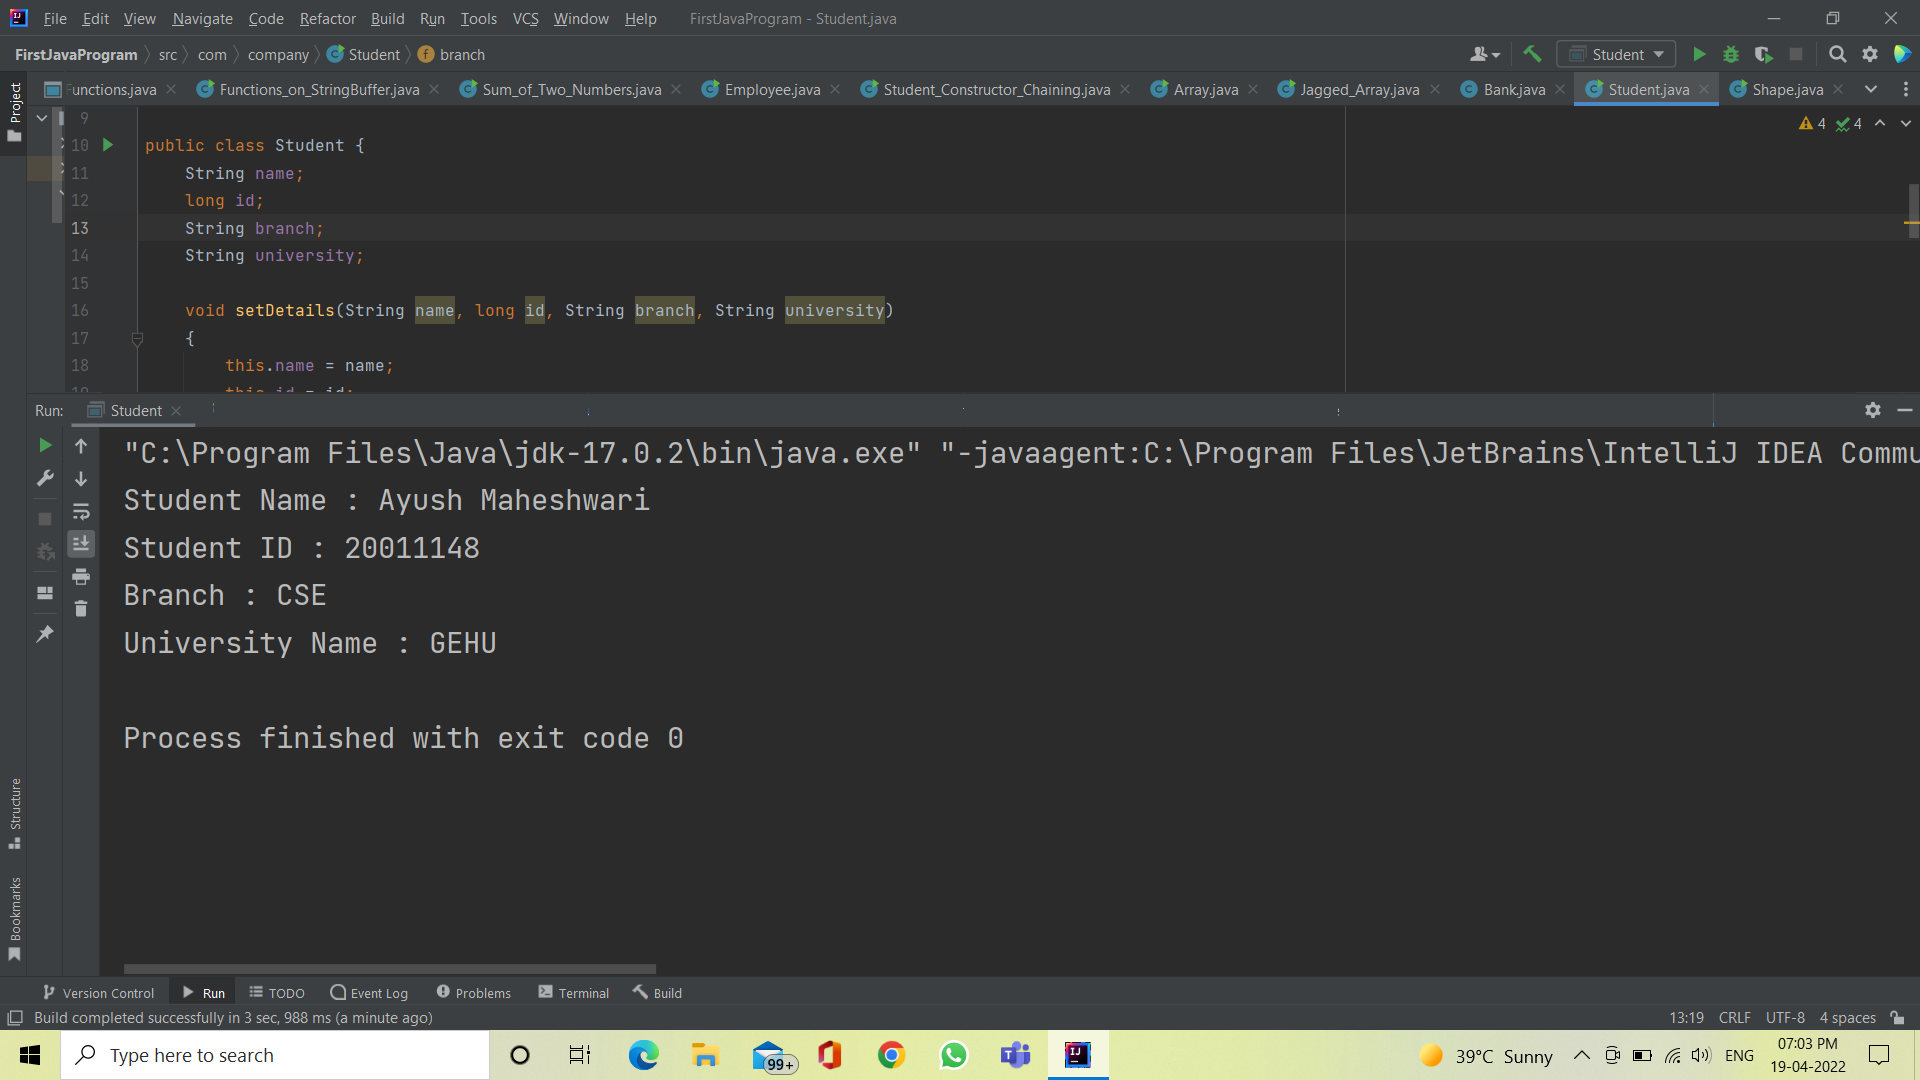 File Edit View Navigate Code Refactor Build Run Tools VCS Window Help FirstJavaProgram - Student.java
FirstJavaProgram src com company Student branch Student
Functions.java Functions_on_StringBuffer.java Sum_of_Two_Numbers.java Employee.java Student_Constructor_Chaining.java Array.java Jagged_Array.java Bank.java Student.java Shape.java
Project
9
4 4
10 public class Student {
11 String name;
12 long id;
13 String branch;
14 String university;
15
16 void setDetails(String name, long id, String branch, String university)
17 {
18 this.name = name;
19 this.id = id;
Run: Student
"C:\Program Files\Java\jdk-17.0.2\bin\java.exe" "-javaagent:C:\Program Files\JetBrains\IntelliJ IDEA Commu
Student Name : Ayush Maheshwari
Student ID : 20011148
Branch : CSE
University Name : GEHU
Process finished with exit code 0
Structure
Bookmarks
Version Control Run TODO Event Log Problems Terminal Build
Build completed successfully in 3 sec, 988 ms (a minute ago) 13:19 CRLF UTF-8 4 spaces
Type here to search 99+ 39°C Sunny ENG 07:03 PM
19-04-2022